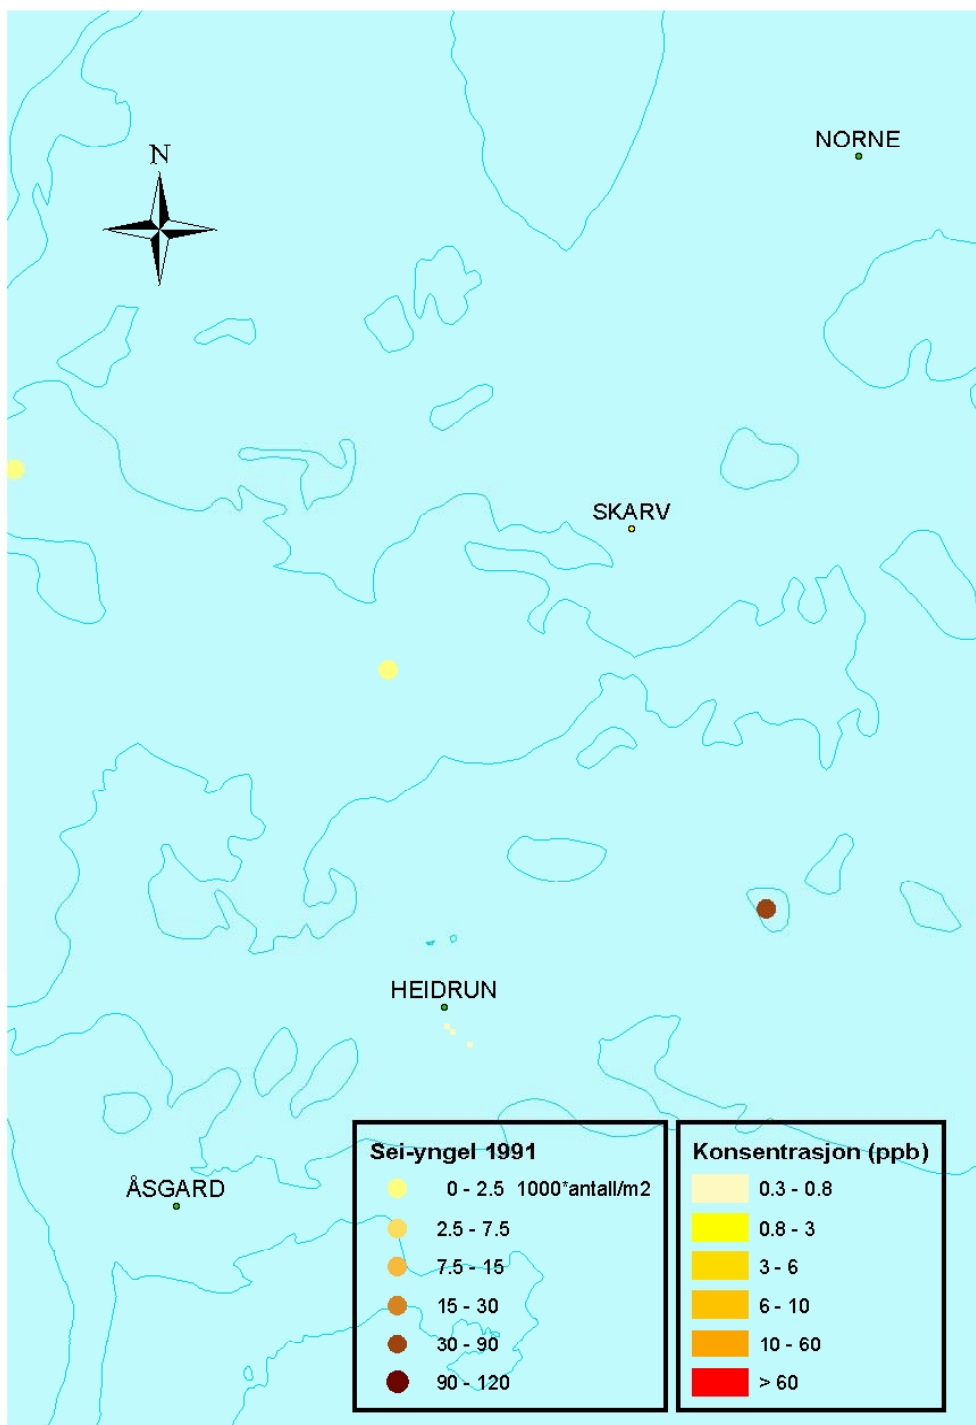 NORNE
N
SKARV
HEIDRUN
ÅSGARD
Sei-yngel 1991
0 - 2.5 1000*antall/m2
2.5 - 7.5
7.5 - 15
15 - 30
30 - 90
90 - 120
Konsentrasjon (ppb)
0.3 - 0.8
0.8 - 3
3 - 6
6 - 10
10 - 60
> 60